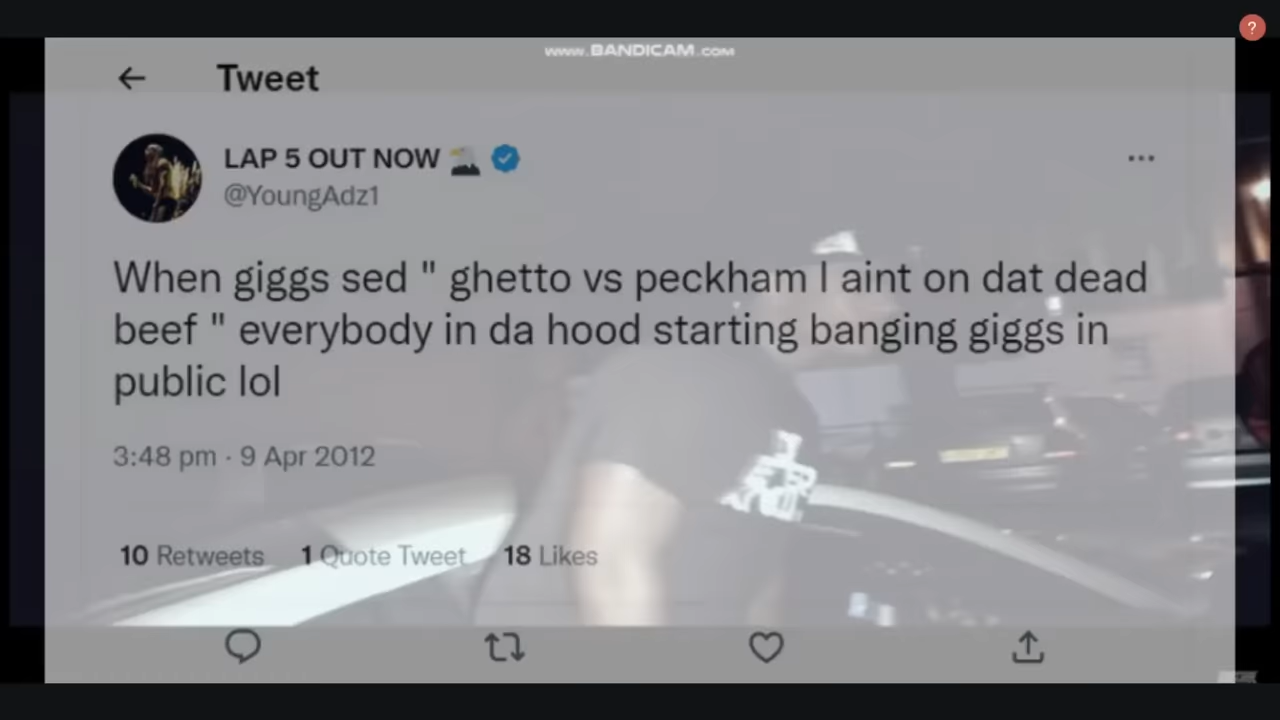 www.BANDICAM.com
?
Tweet
LAP 5 OUT NOW
@YoungAdz1
When giggs sed " ghetto vs peckham I aint on dat dead
beef " everybody in da hood starting banging giggs in
public lol
3:48 pm · 9 Apr 2012
10 Retweets 1 Quote Tweet 18 Likes